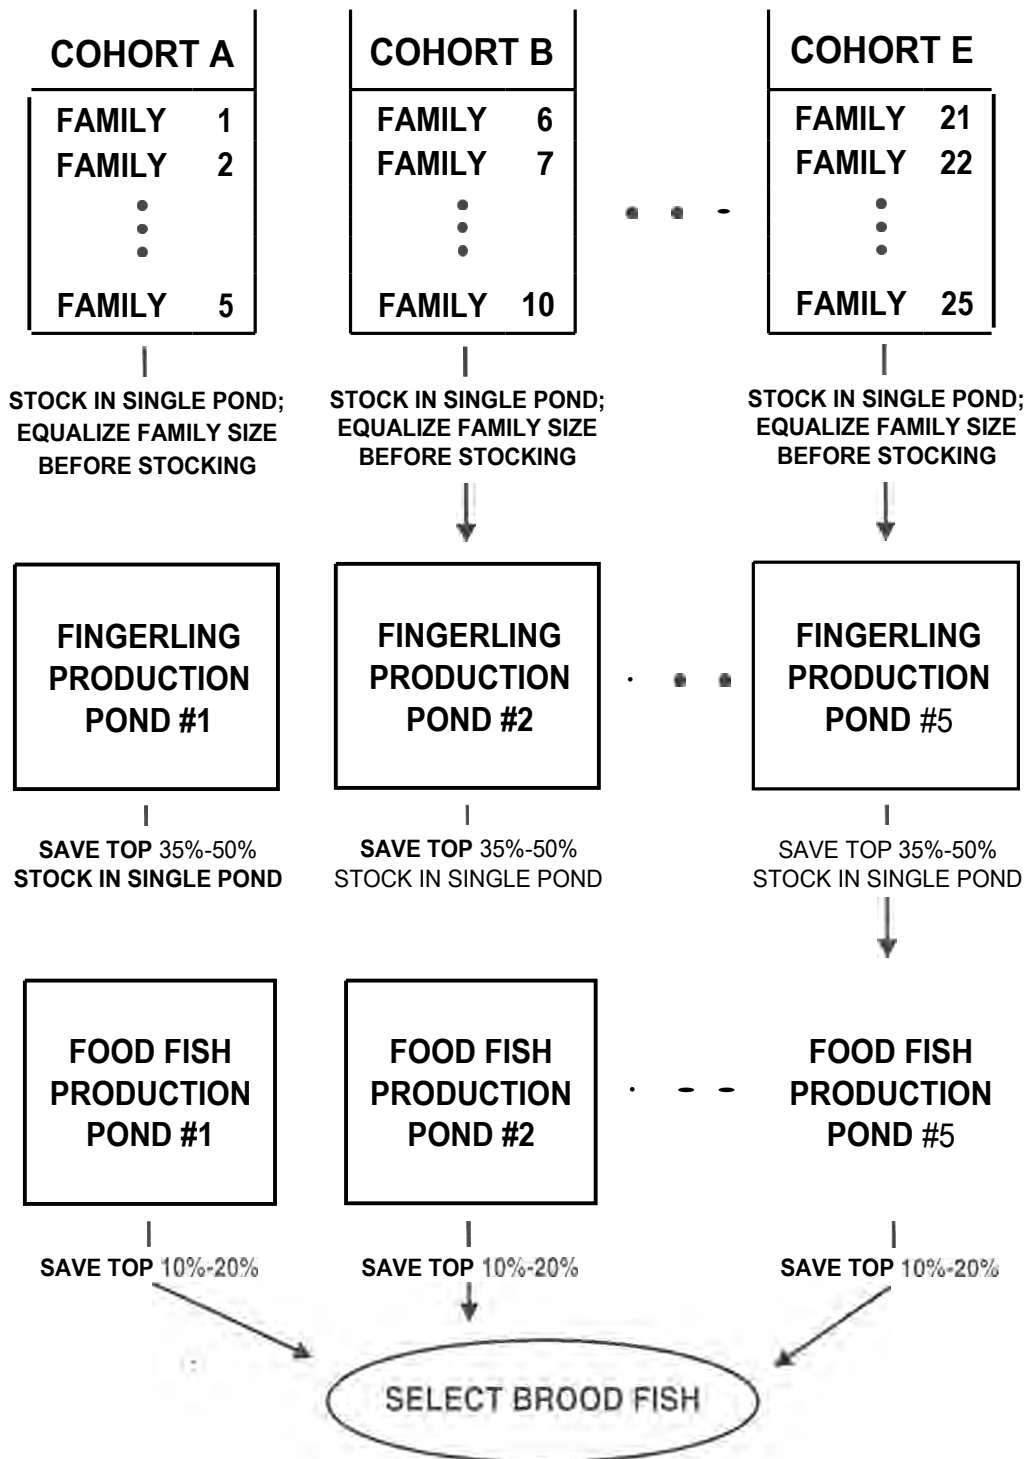 COHORT A
FAMILY 1
FAMILY 2
FAMILY 5
STOCK IN SINGLE POND;
EQUALIZE FAMILY SIZE
BEFORE STOCKING
FINGERLING
PRODUCTION
POND #1
SAVE TOP 35%-50%
STOCK IN SINGLE POND
FOOD FISH
PRODUCTION
POND #1
SAVE TOP 10%-20%
COHORT B
FAMILY 6
FAMILY 7
FAMILY 10
STOCK IN SINGLE POND;
EQUALIZE FAMILY SIZE
BEFORE STOCKING
FINGERLING
PRODUCTION
POND #2
SAVE TOP 35%-50%
STOCK IN SINGLE POND
FOOD FISH
PRODUCTION
POND #2
SAVE TOP 10%-20%
COHORT E
FAMILY 21
FAMILY 22
FAMILY 25
STOCK IN SINGLE POND;
EQUALIZE FAMILY SIZE
BEFORE STOCKING
FINGERLING
PRODUCTION
POND #5
SAVE TOP 35%-50%
STOCK IN SINGLE POND
FOOD FISH
PRODUCTION
POND #5
SAVE TOP 10%-20%
SELECT BROOD FISH